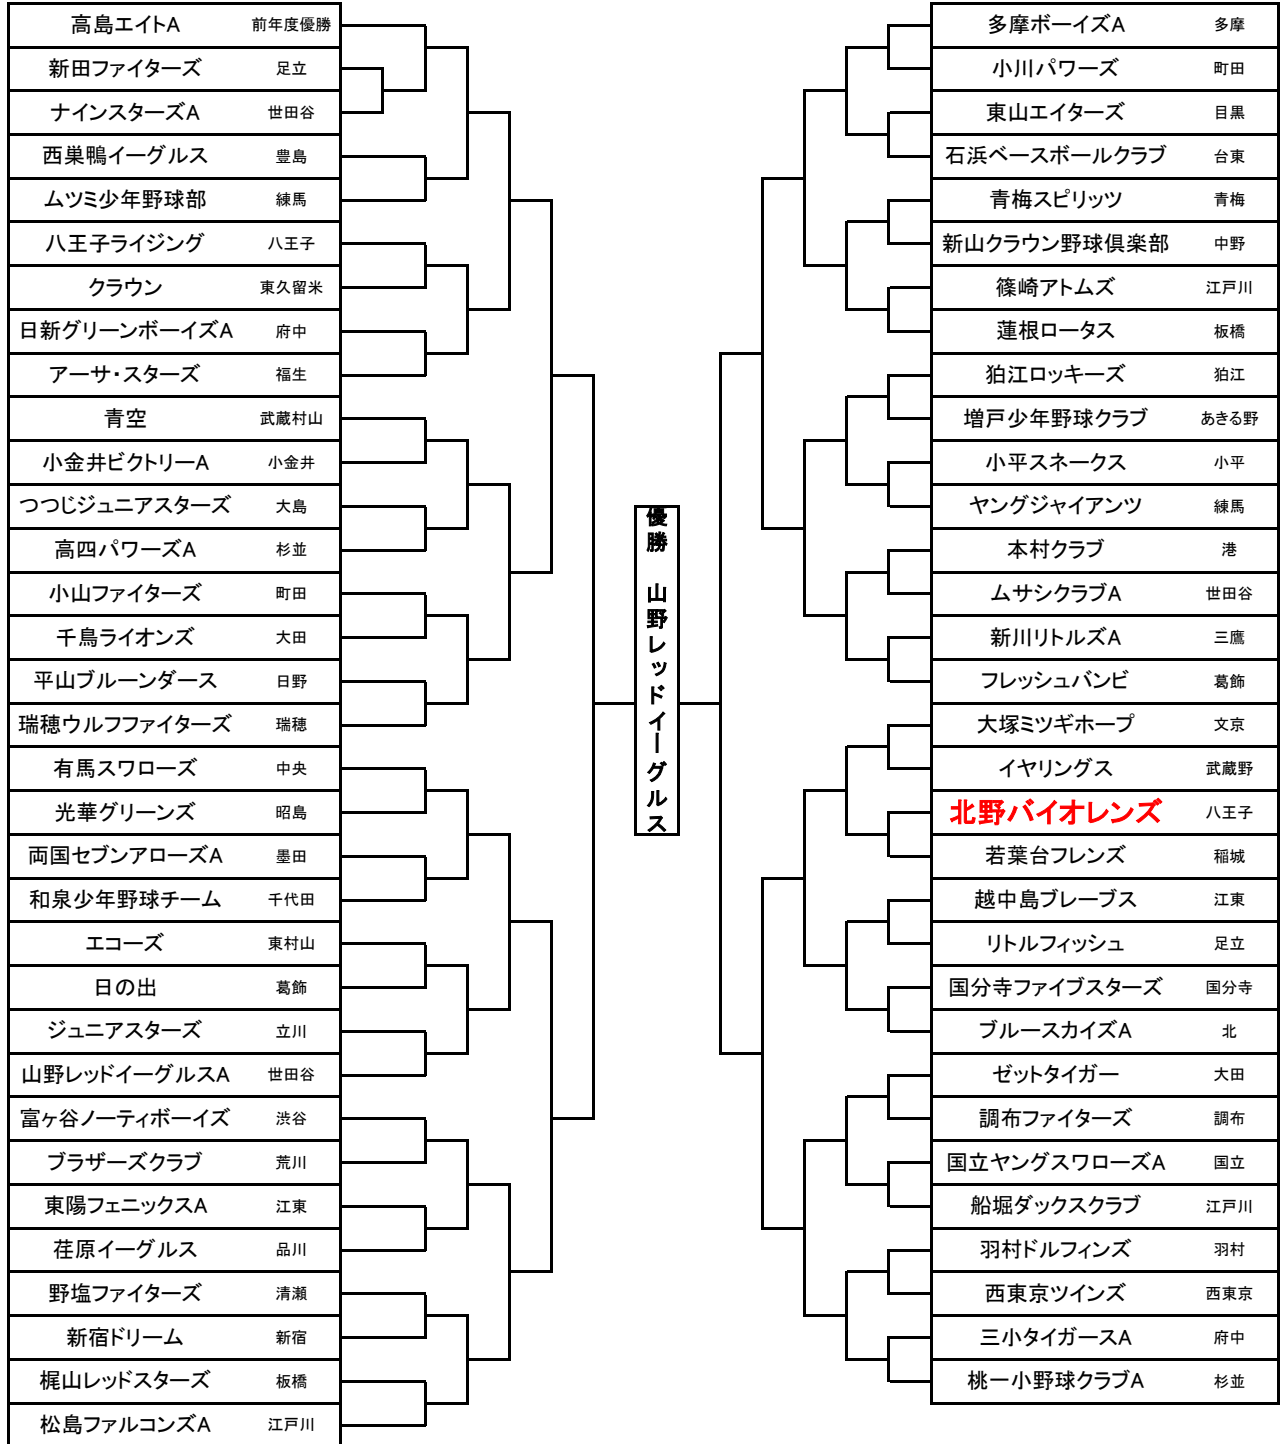 高島エイトA 前年度優勝
新田ファイターズ 足立
ナインスターズA 世田谷
西巣鴨イーグルス 豊島
ムツミ少年野球部 練馬
八王子ライジング 八王子
クラウン 東久留米
日新グリーンボーイズA 府中
アーサ・スターズ 福生
青空 武蔵村山
小金井ビクトリーA 小金井
つつじジュニアスターズ 大島
高四パワーズA 杉並
小山ファイターズ 町田
千鳥ライオンズ 大田
平山ブルーンダース 日野
瑞穂ウルフファイターズ 瑞穂
有馬スワローズ 中央
光華グリーンズ 昭島
両国セブンアローズA 墨田
和泉少年野球チーム 千代田
エコーズ 東村山
日の出 葛飾
ジュニアスターズ 立川
山野レッドイーグルスA 世田谷
富ヶ谷ノーティボーイズ 渋谷
ブラザーズクラブ 荒川
東陽フェニックスA 江東
荏原イーグルス 品川
野塩ファイターズ 清瀬
新宿ドリーム 新宿
梶山レッドスターズ 板橋
松島ファルコンズA 江戸川
優勝 山野レッドイーグルス
多摩ボーイズA 多摩
小川パワーズ 町田
東山エイターズ 目黒
石浜ベースボールクラブ 台東
青梅スピリッツ 青梅
新山クラウン野球倶楽部 中野
篠崎アトムズ 江戸川
蓮根ロータス 板橋
狛江ロッキーズ 狛江
増戸少年野球クラブ あきる野
小平スネークス 小平
ヤングジャイアンツ 練馬
本村クラブ 港
ムサシクラブA 世田谷
新川リトルズA 三鷹
フレッシュバンビ 葛飾
大塚ミツギホープ 文京
イヤリングス 武蔵野
北野バイオレンズ 八王子
若葉台フレンズ 稲城
越中島ブレーブス 江東
リトルフィッシュ 足立
国分寺ファイブスターズ 国分寺
ブルースカイズA 北
ゼットタイガー 大田
調布ファイターズ 調布
国立ヤングスワローズA 国立
船堀ダックスクラブ 江戸川
羽村ドルフィンズ 羽村
西東京ツインズ 西東京
三小タイガースA 府中
桃一小野球クラブA 杉並